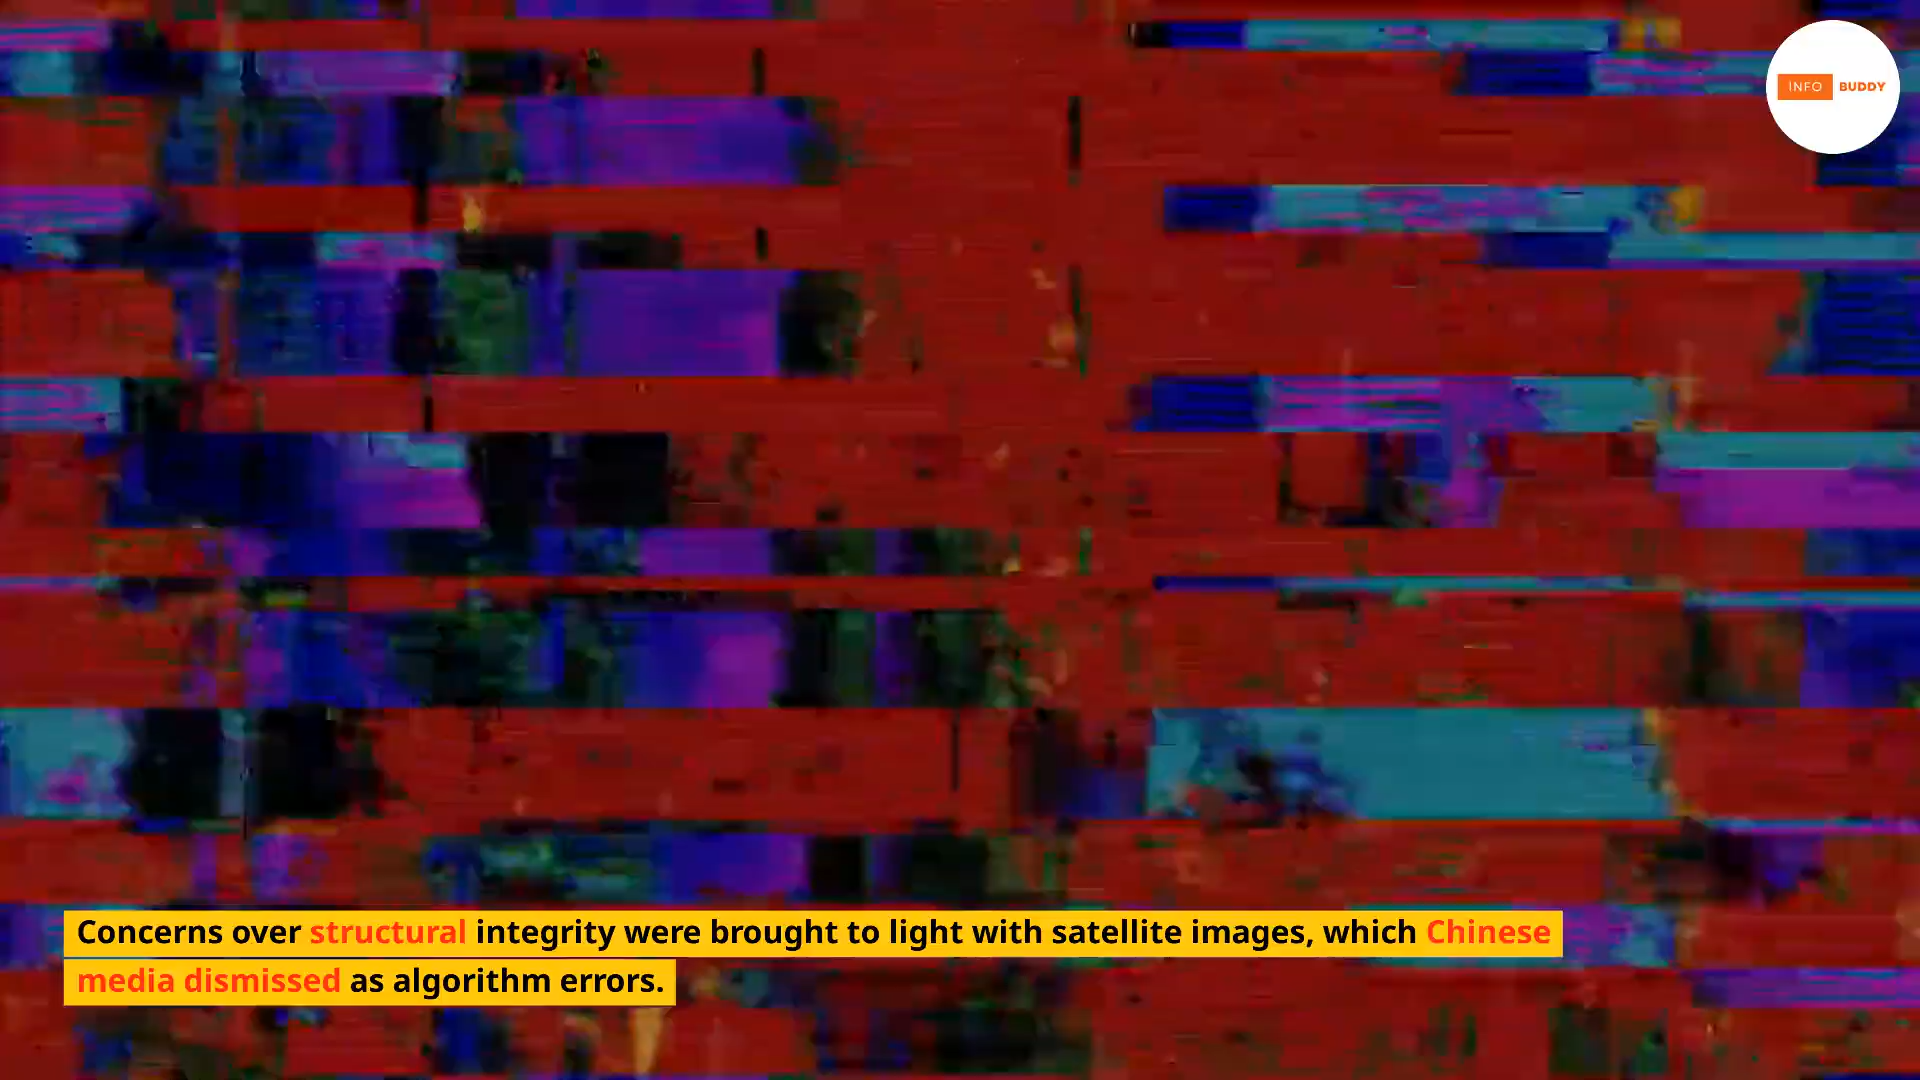 INFO BUDDY
Concerns over structural integrity were brought to light with satellite images, which Chinese
media dismissed as algorithm errors.